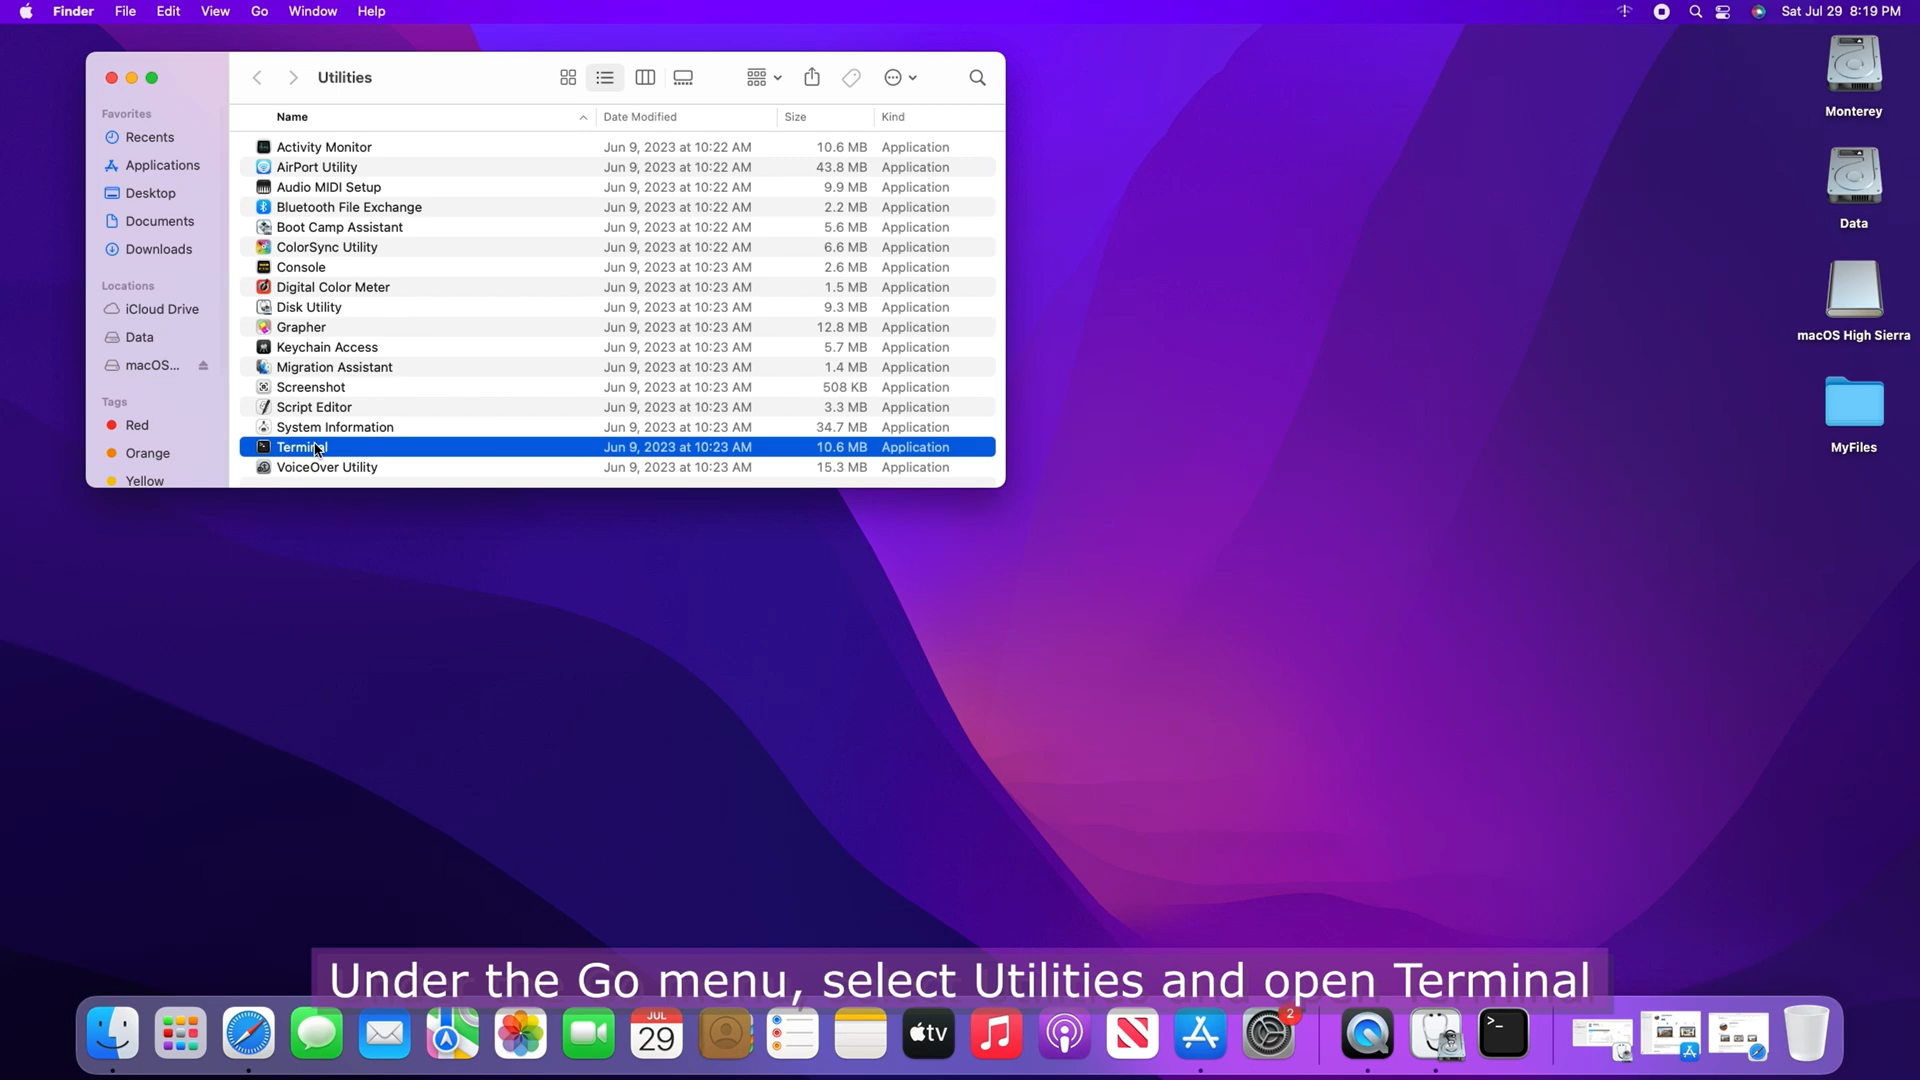 Finder File Edit View Go Window Help
Sat Jul 29 8:19 PM
Utilities
Favorites
Recents
Applications
Desktop
Documents
Downloads
Locations
iCloud Drive
Data
macOS...
Tags
Red
Orange
Yellow
Name Date Modified Size Kind
Activity Monitor Jun 9, 2023 at 10:22 AM 10.6 MB Application
AirPort Utility Jun 9, 2023 at 10:22 AM 43.8 MB Application
Audio MIDI Setup Jun 9, 2023 at 10:22 AM 9.9 MB Application
Bluetooth File Exchange Jun 9, 2023 at 10:22 AM 2.2 MB Application
Boot Camp Assistant Jun 9, 2023 at 10:22 AM 5.6 MB Application
ColorSync Utility Jun 9, 2023 at 10:22 AM 6.6 MB Application
Console Jun 9, 2023 at 10:23 AM 2.6 MB Application
Digital Color Meter Jun 9, 2023 at 10:23 AM 1.5 MB Application
Disk Utility Jun 9, 2023 at 10:23 AM 9.3 MB Application
Grapher Jun 9, 2023 at 10:23 AM 12.8 MB Application
Keychain Access Jun 9, 2023 at 10:23 AM 5.7 MB Application
Migration Assistant Jun 9, 2023 at 10:23 AM 1.4 MB Application
Screenshot Jun 9, 2023 at 10:23 AM 508 KB Application
Script Editor Jun 9, 2023 at 10:23 AM 3.3 MB Application
System Information Jun 9, 2023 at 10:23 AM 34.7 MB Application
Terminal Jun 9, 2023 at 10:23 AM 10.6 MB Application
VoiceOver Utility Jun 9, 2023 at 10:23 AM 15.3 MB Application
Monterey
Data
macOS High Sierra
MyFiles
Under the Go menu, select Utilities and open Terminal
JUL
29
tv
2
>_